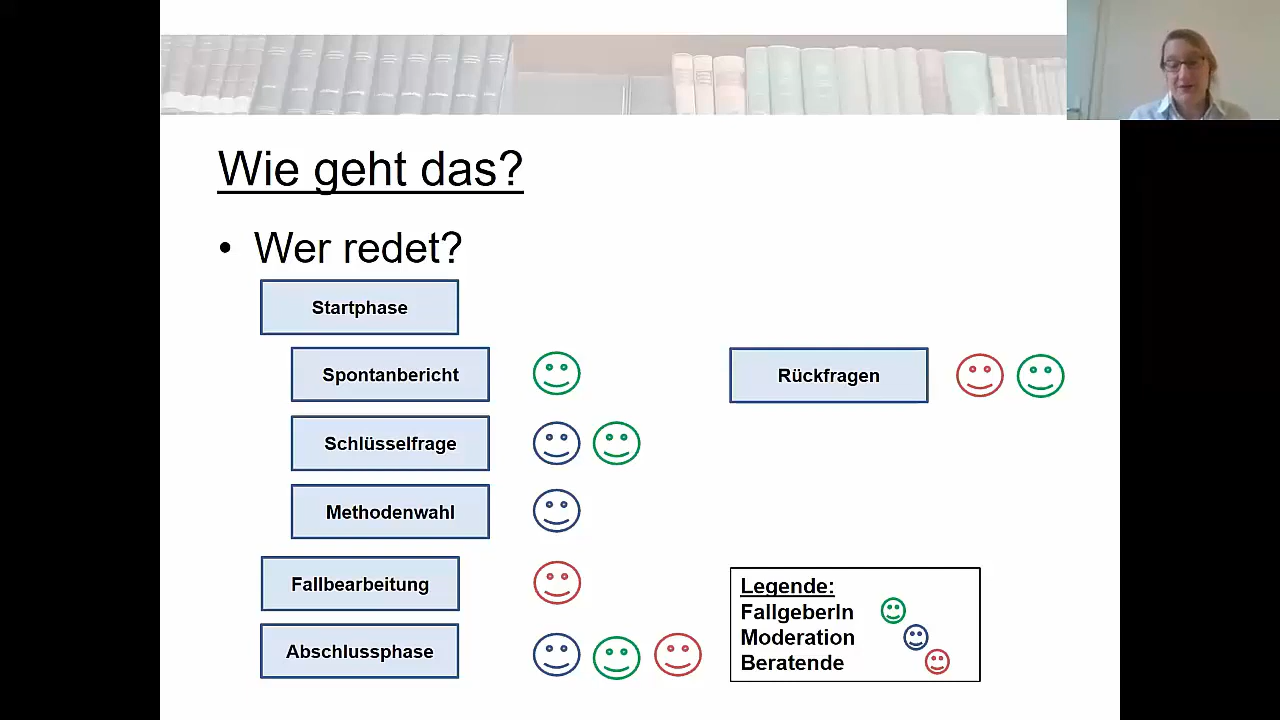 Wie geht das?
• Wer redet?
Startphase
Spontanbericht
Rückfragen
Schlüsselfrage
Methodenwahl
Fallbearbeitung
Abschlussphase
Legende:
FallgeberIn
Moderation
Beratende